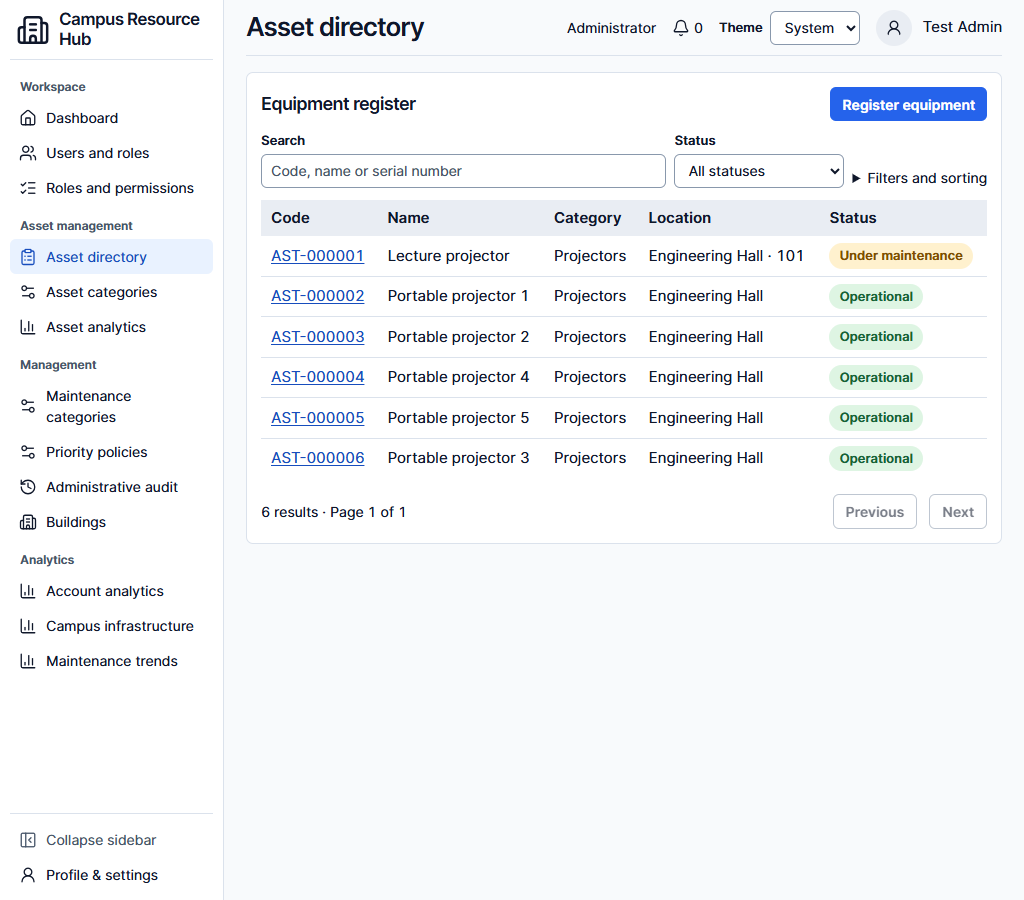 Campus Resource Hub
Workspace
Dashboard
Users and roles
Roles and permissions
Asset management
Asset directory
Asset categories
Asset analytics
Management
Maintenance categories
Priority policies
Administrative audit
Buildings
Analytics
Account analytics
Campus infrastructure
Maintenance trends
Collapse sidebar
Profile & settings
Asset directory
Administrator 0 Theme System Test Admin
Equipment register
Register equipment
Search Status
Code, name or serial number All statuses Filters and sorting
Code Name Category Location Status
AST-000001 Lecture projector Projectors Engineering Hall · 101 Under maintenance
AST-000002 Portable projector 1 Projectors Engineering Hall Operational
AST-000003 Portable projector 2 Projectors Engineering Hall Operational
AST-000004 Portable projector 4 Projectors Engineering Hall Operational
AST-000005 Portable projector 5 Projectors Engineering Hall Operational
AST-000006 Portable projector 3 Projectors Engineering Hall Operational
6 results · Page 1 of 1 Previous Next